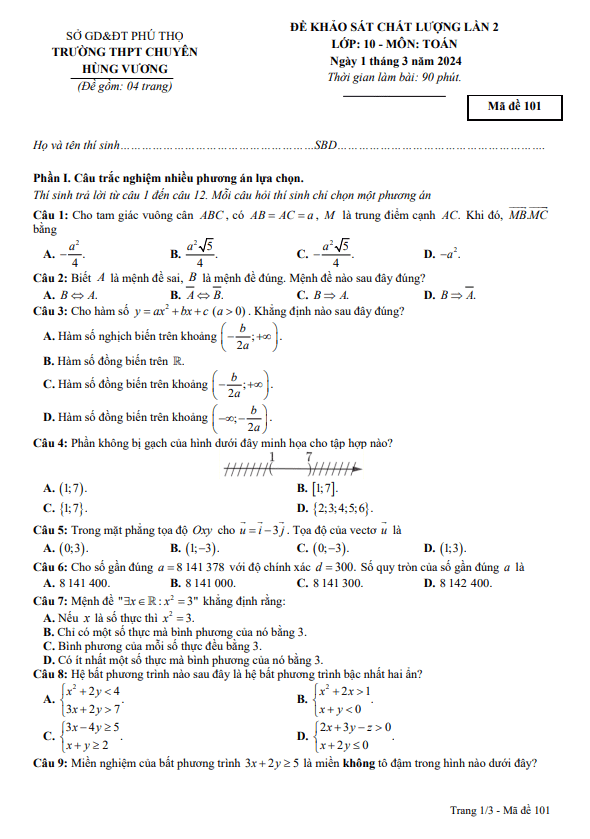 SỞ GD&ĐT PHÚ THỌ
TRƯỜNG THPT CHUYÊN
HÙNG VƯƠNG
(Đề gồm: 04 trang)
ĐỀ KHẢO SÁT CHẤT LƯỢNG LẦN 2
LỚP: 10 - MÔN: TOÁN
Ngày 1 tháng 3 năm 2024
Thời gian làm bài: 90 phút.
Mã đề 101
Họ và tên thí sinh……………………………………………SBD……………………………………………….
Phần I. Câu trắc nghiệm nhiều phương án lựa chọn.
Thí sinh trả lời từ câu 1 đến câu 12. Mỗi câu hỏi thí sinh chỉ chọn một phương án
Câu 1: Cho tam giác vuông cân $ABC$, có $AB = AC = a$, $M$ là trung điểm cạnh $AC$. Khi đó, $\overrightarrow{MB}.\overrightarrow{MC}$
bằng
A. $-\frac{a^2}{4}$. B. $\frac{a^2\sqrt{5}}{4}$. C. $-\frac{a^2\sqrt{5}}{4}$. D. $-a^2$.
Câu 2: Biết $A$ là mệnh đề sai, $B$ là mệnh đề đúng. Mệnh đề nào sau đây đúng?
A. $B \Leftrightarrow A$. B. $\overline{A} \Leftrightarrow \overline{B}$. C. $B \Rightarrow A$. D. $B \Rightarrow \overline{A}$.
Câu 3: Cho hàm số $y = ax^2 + bx + c\ (a > 0)$. Khẳng định nào sau đây đúng?
A. Hàm số nghịch biến trên khoảng $\left(-\frac{b}{2a};+\infty\right)$.
B. Hàm số đồng biến trên $\mathbb{R}$.
C. Hàm số đồng biến trên khoảng $\left(-\frac{b}{2a};+\infty\right)$.
D. Hàm số đồng biến trên khoảng $\left(-\infty;-\frac{b}{2a}\right)$.
Câu 4: Phần không bị gạch của hình dưới đây minh họa cho tập hợp nào?
1 7
A. $(1;7)$. B. $[1;7]$.
C. $\{1;7\}$. D. $\{2;3;4;5;6\}$.
Câu 5: Trong mặt phẳng tọa độ $Oxy$ cho $\vec{u} = \vec{i} - 3\vec{j}$. Tọa độ của vectơ $\vec{u}$ là
A. $(0;3)$. B. $(1;-3)$. C. $(0;-3)$. D. $(1;3)$.
Câu 6: Cho số gần đúng $a = 8\ 141\ 378$ với độ chính xác $d = 300$. Số quy tròn của số gần đúng $a$ là
A. 8 141 400. B. 8 141 000. C. 8 141 300. D. 8 142 400.
Câu 7: Mệnh đề "$\exists x \in \mathbb{R}: x^2 = 3$" khẳng định rằng:
A. Nếu $x$ là số thực thì $x^2 = 3$.
B. Chỉ có một số thực mà bình phương của nó bằng 3.
C. Bình phương của mỗi số thực đều bằng 3.
D. Có ít nhất một số thực mà bình phương của nó bằng 3.
Câu 8: Hệ bất phương trình nào sau đây là hệ bất phương trình bậc nhất hai ẩn?
A. $\begin{cases} x^2 + 2y < 4 \\ 3x + 2y > 7 \end{cases}$. B. $\begin{cases} x^2 + 2x > 1 \\ x + y < 0 \end{cases}$.
C. $\begin{cases} 3x - 4y \geq 5 \\ x + y \geq 2 \end{cases}$. D. $\begin{cases} 2x + 3y - z > 0 \\ x + 2y \leq 0 \end{cases}$.
Câu 9: Miền nghiệm của bất phương trình $3x + 2y \geq 5$ là miền không tô đậm trong hình nào dưới đây?
Trang 1/3 - Mã đề 101